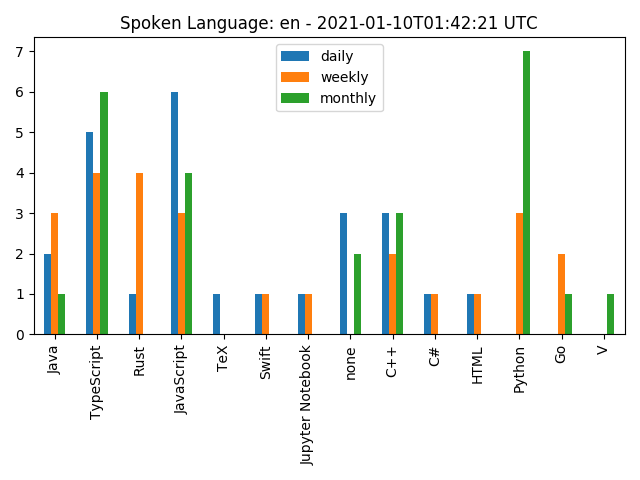 Spoken Language: en - 2021-01-10T01:42:21 UTC
daily
weekly
monthly
7
6
5
4
3
2
1
0
Java
TypeScript
Rust
JavaScript
TeX
Swift
Jupyter Notebook
none
C++
C#
HTML
Python
Go
V